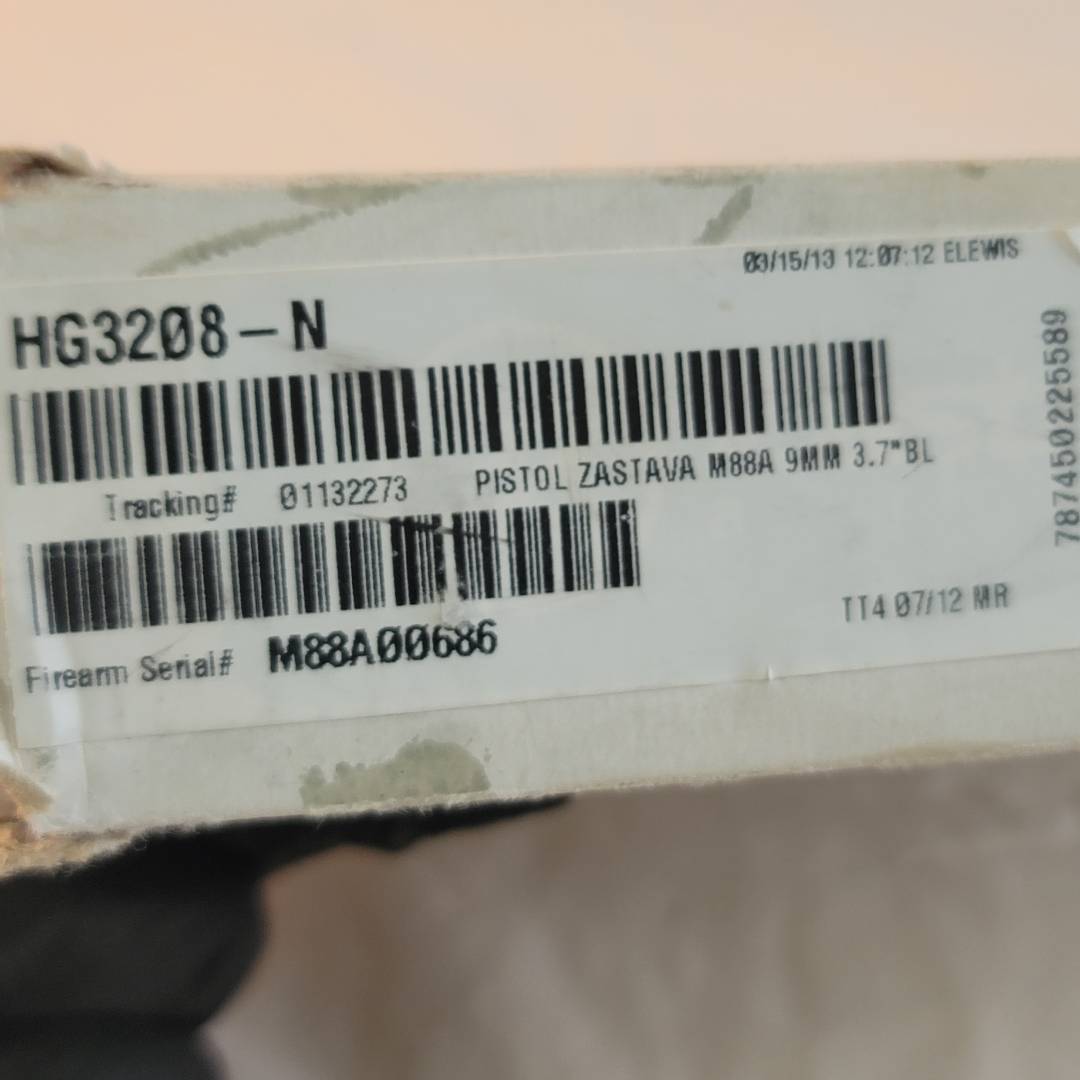 03/15/13 12:07:12 ELEWIS
HG3208-N
Tracking# 01132273 PISTOL ZASTAVA M88A 9MM 3.7"BL
TT4 07/12 MR
Firearm Serial# M88A00686
787450225589